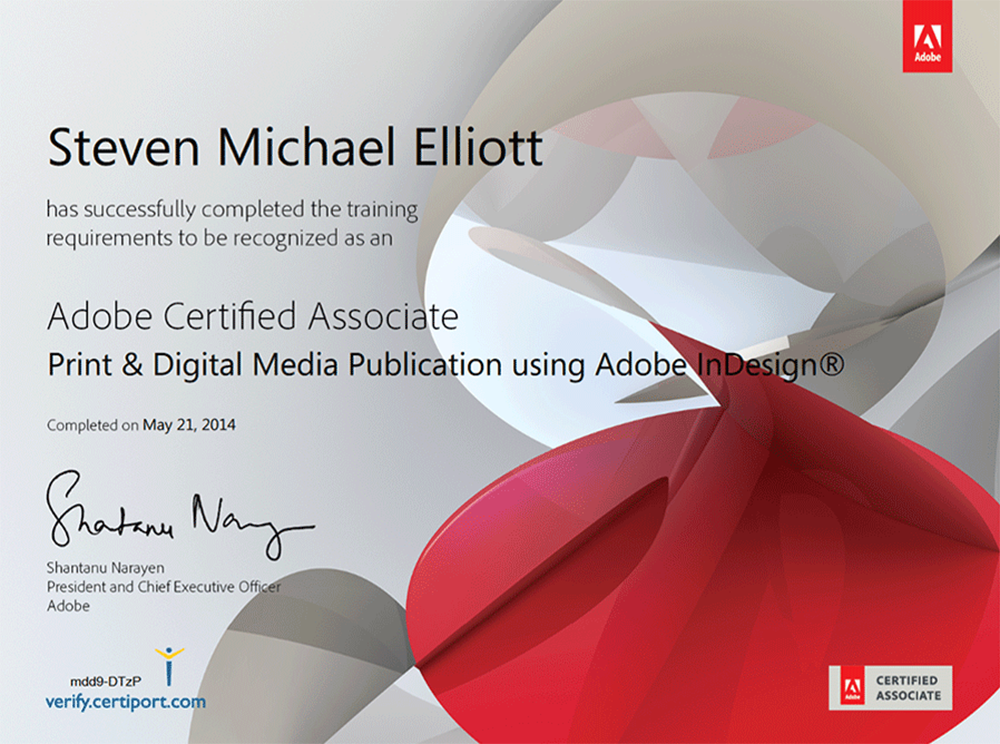 Adobe
Steven Michael Elliott
has successfully completed the training
requirements to be recognized as an
Adobe Certified Associate
Print & Digital Media Publication using Adobe InDesign®
Completed on May 21, 2014
Shantanu Narayen
Shantanu Narayen
President and Chief Executive Officer
Adobe
mdd9-DTzP
verify.certiport.com
Adobe
CERTIFIED
ASSOCIATE